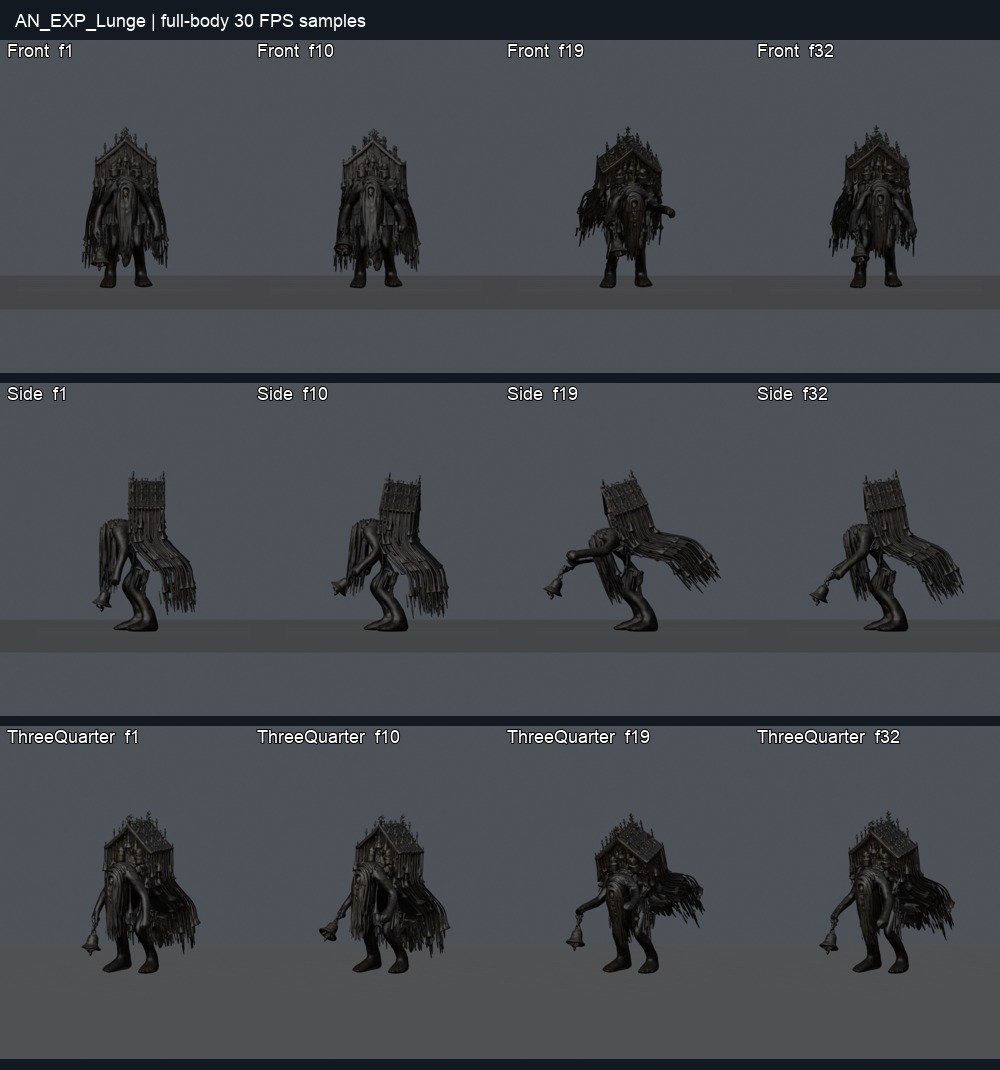 AN_EXP_Lunge | full-body 30 FPS samples
Front f1
Front f10
Front f19
Front f32
Side f1
Side f10
Side f19
Side f32
ThreeQuarter f1
ThreeQuarter f10
ThreeQuarter f19
ThreeQuarter f32